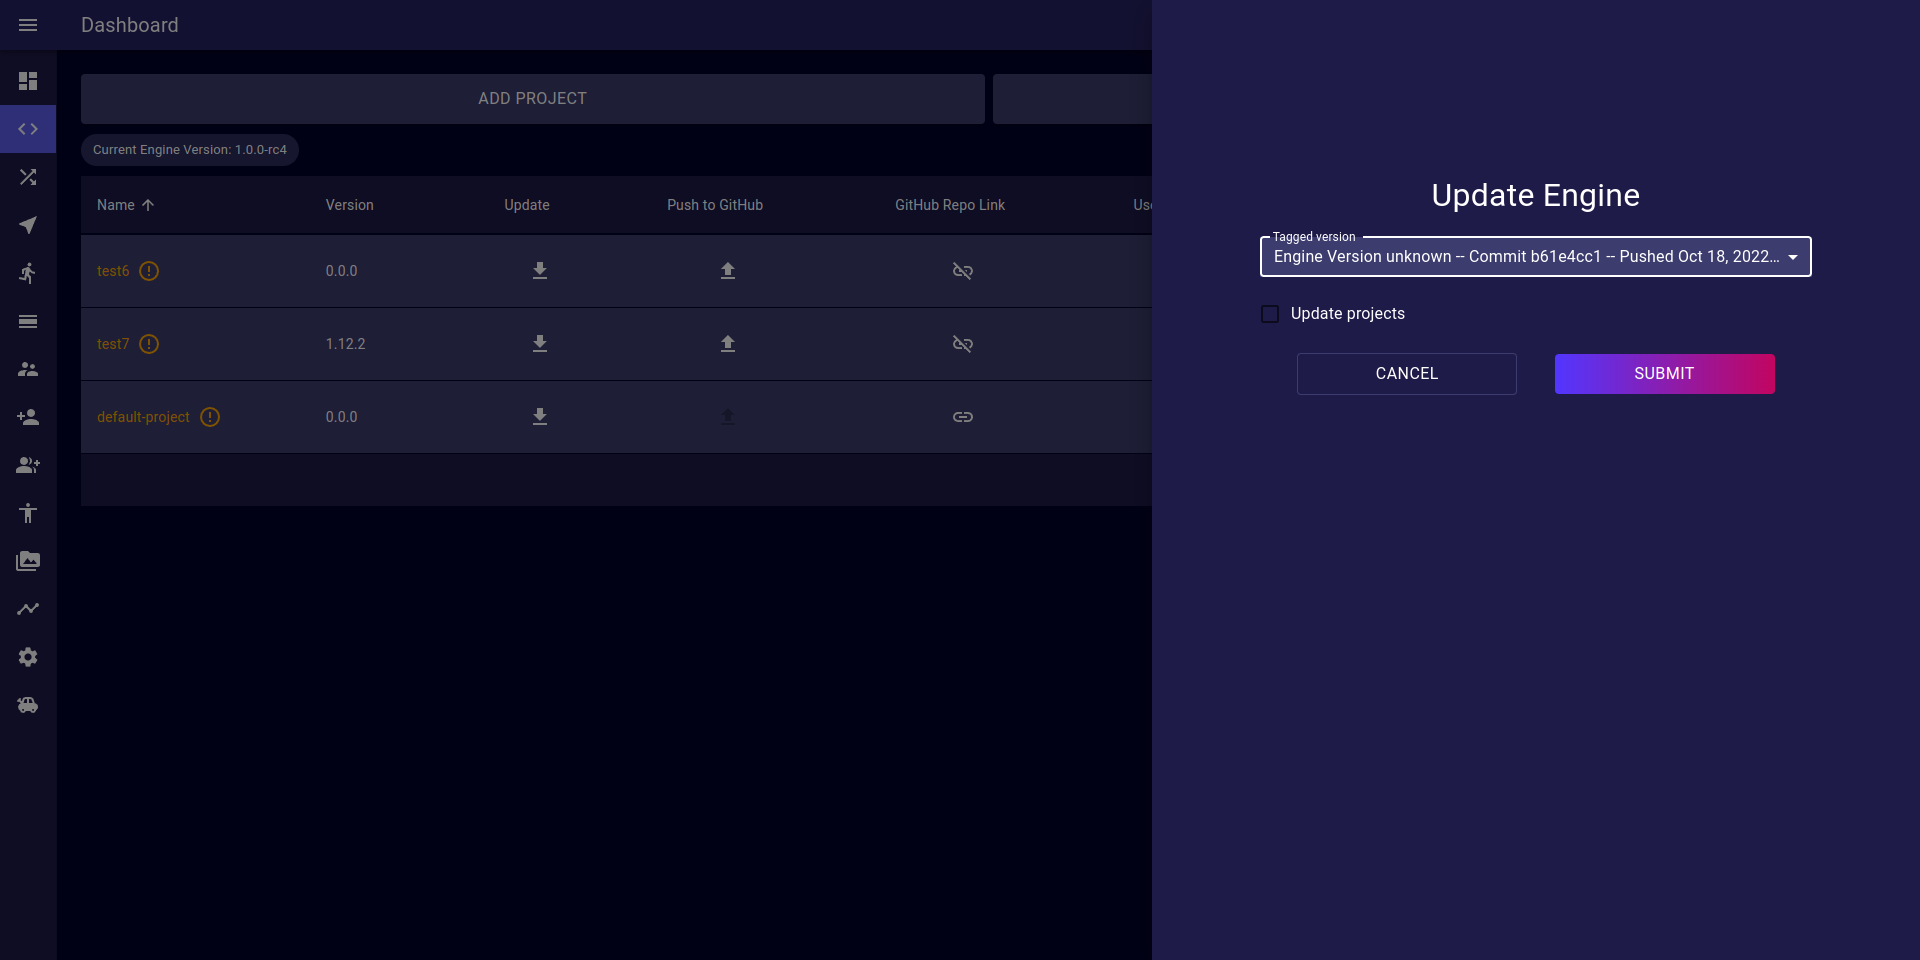 Dashboard
ADD PROJECT
Current Engine Version: 1.0.0-rc4
Name Version Update Push to GitHub GitHub Repo Link
test6 0.0.0
test7 1.12.2
default-project 0.0.0
Update Engine
Tagged version
Engine Version unknown -- Commit b61e4cc1 -- Pushed Oct 18, 2022...
Update projects
CANCEL SUBMIT